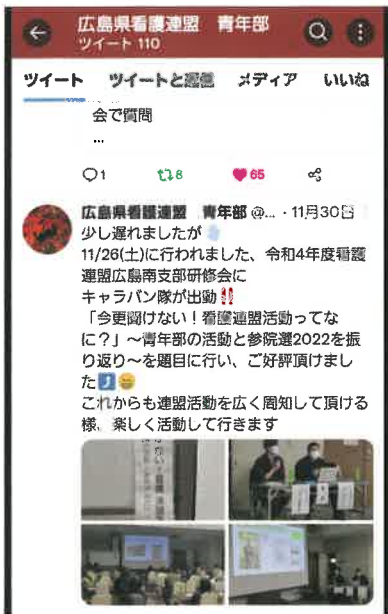 広島県看護連盟 青年部
ツイート 110
ツイート ツイートと返信 メディア いいね
会で質問
...
1 8 65
広島県看護連盟 青年部 @... · 11月30日
少し遅れましたが
11/26(土)に行われました、令和4年度看護
連盟広島南支部研修会に
キャラバン隊が出動‼
「今更聞けない!看護連盟活動ってな
に?」~青年部の活動と参院選2022を振
り返り~を題目に行い、ご好評頂けまし
た⤴😄
これからも連盟活動を広く周知して頂ける
様、楽しく活動して行きます